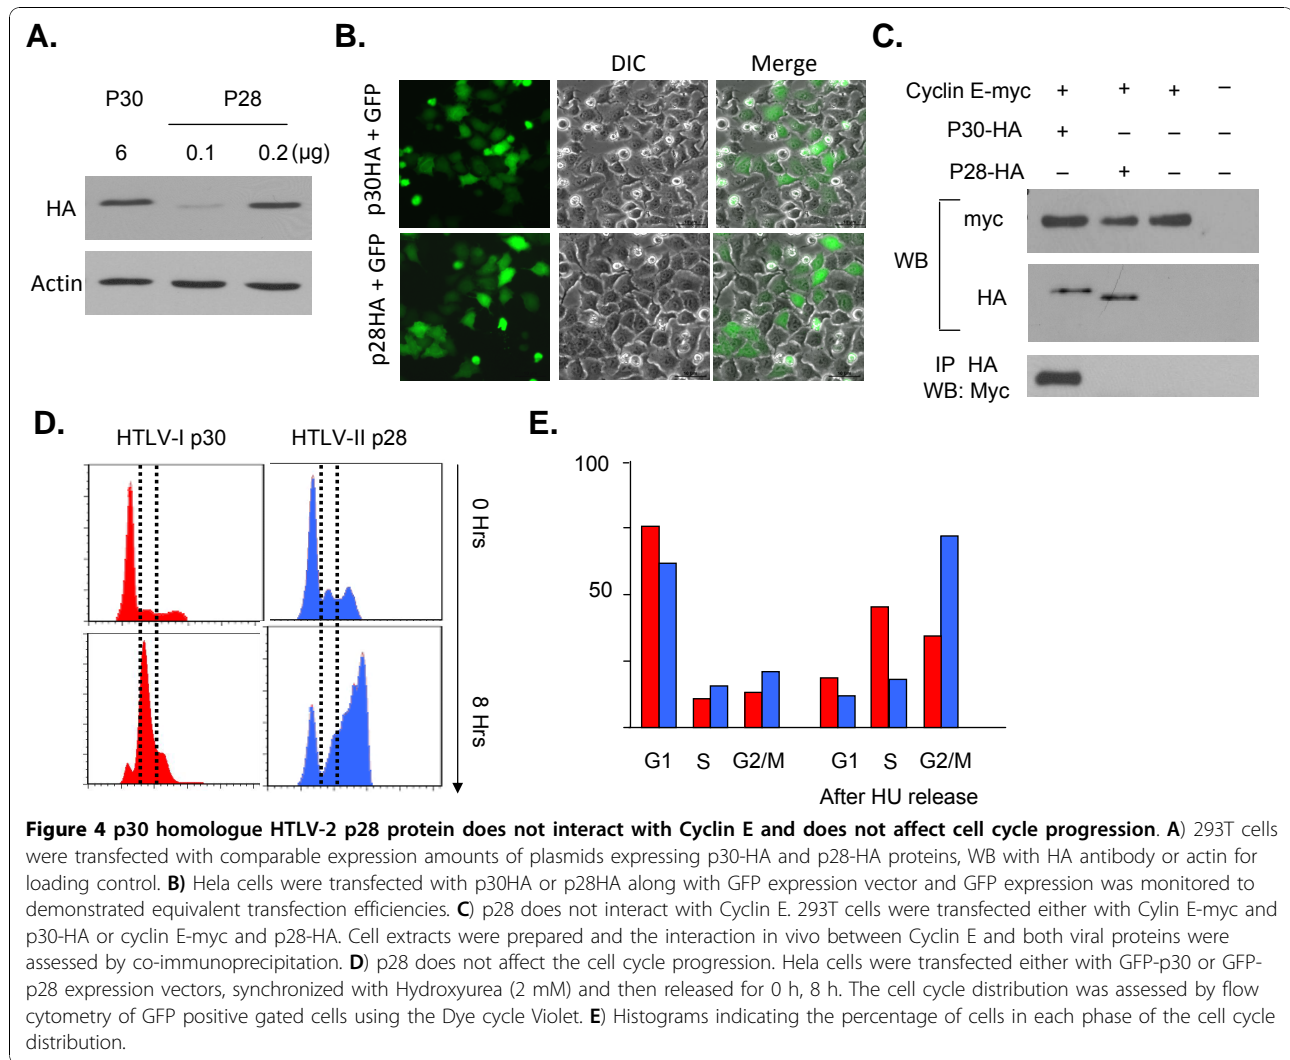 A.
P30 P28
6 0.1 0.2 (µg)
HA
Actin
B.
DIC Merge
p30HA + GFP
p28HA + GFP
C.
Cyclin E-myc + + + –
P30-HA + – – –
P28-HA – + – –
WB
myc
HA
IP HA
WB: Myc
D.
HTLV-I p30 HTLV-II p28
0 Hrs
8 Hrs
E.
100
50
G1 S G2/M G1 S G2/M
After HU release
Figure 4 p30 homologue HTLV-2 p28 protein does not interact with Cyclin E and does not affect cell cycle progression. A) 293T cells
were transfected with comparable expression amounts of plasmids expressing p30-HA and p28-HA proteins, WB with HA antibody or actin for
loading control. B) Hela cells were transfected with p30HA or p28HA along with GFP expression vector and GFP expression was monitored to
demonstrated equivalent transfection efficiencies. C) p28 does not interact with Cyclin E. 293T cells were transfected either with Cylin E-myc and
p30-HA or cyclin E-myc and p28-HA. Cell extracts were prepared and the interaction in vivo between Cyclin E and both viral proteins were
assessed by co-immunoprecipitation. D) p28 does not affect the cell cycle progression. Hela cells were transfected either with GFP-p30 or GFP-
p28 expression vectors, synchronized with Hydroxyurea (2 mM) and then released for 0 h, 8 h. The cell cycle distribution was assessed by flow
cytometry of GFP positive gated cells using the Dye cycle Violet. E) Histograms indicating the percentage of cells in each phase of the cell cycle
distribution.